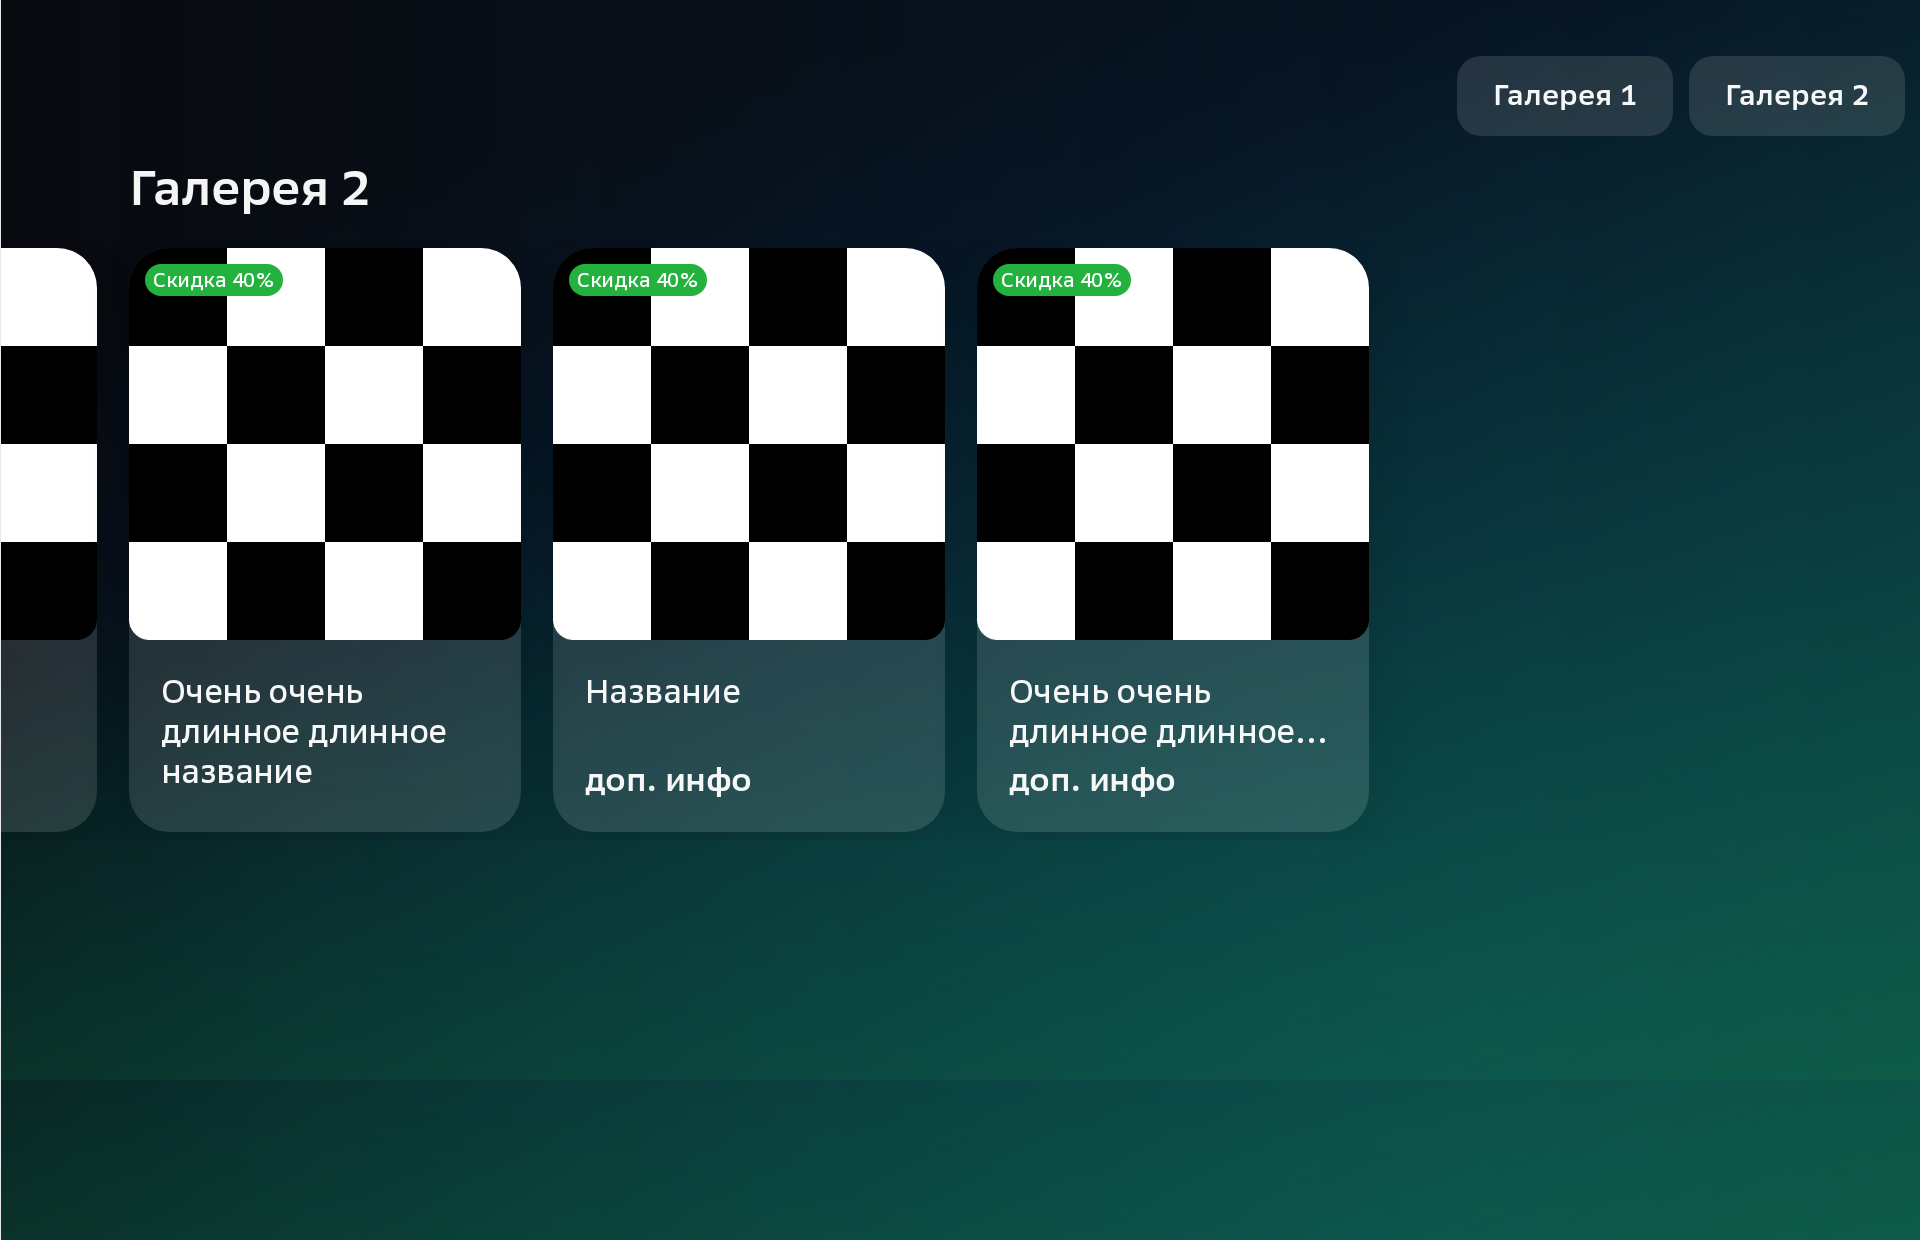 Галерея 1
Галерея 2
Галерея 2
Скидка 40%
Скидка 40%
Скидка 40%
Очень очень
длинное длинное
название
Название
доп. инфо
Очень очень
длинное длинное...
доп. инфо